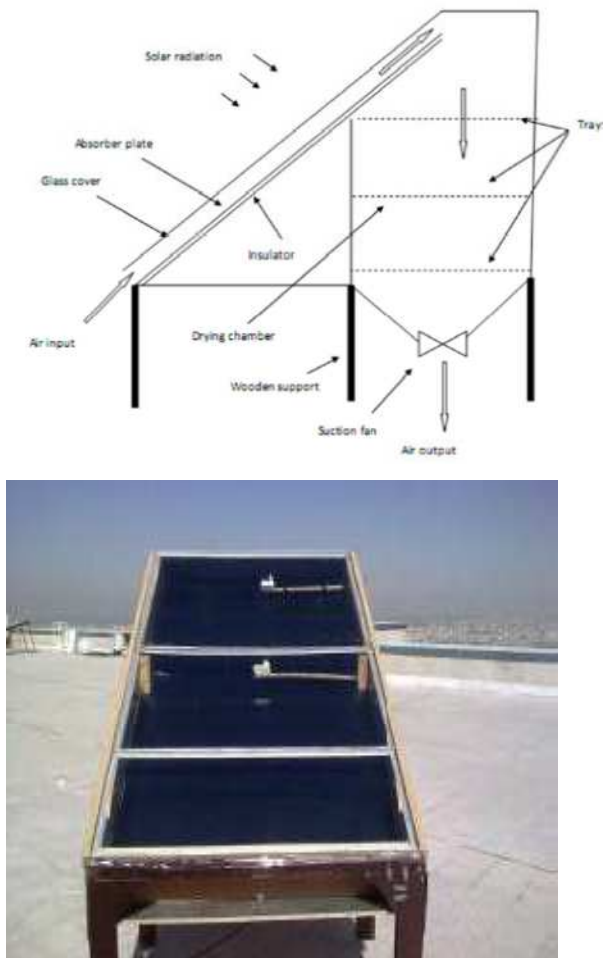 Solar radiation
Absorber plate
Tray
Glass cover
Insulator
Drying chamber
Air input
Wooden support
Suction fan
Air output